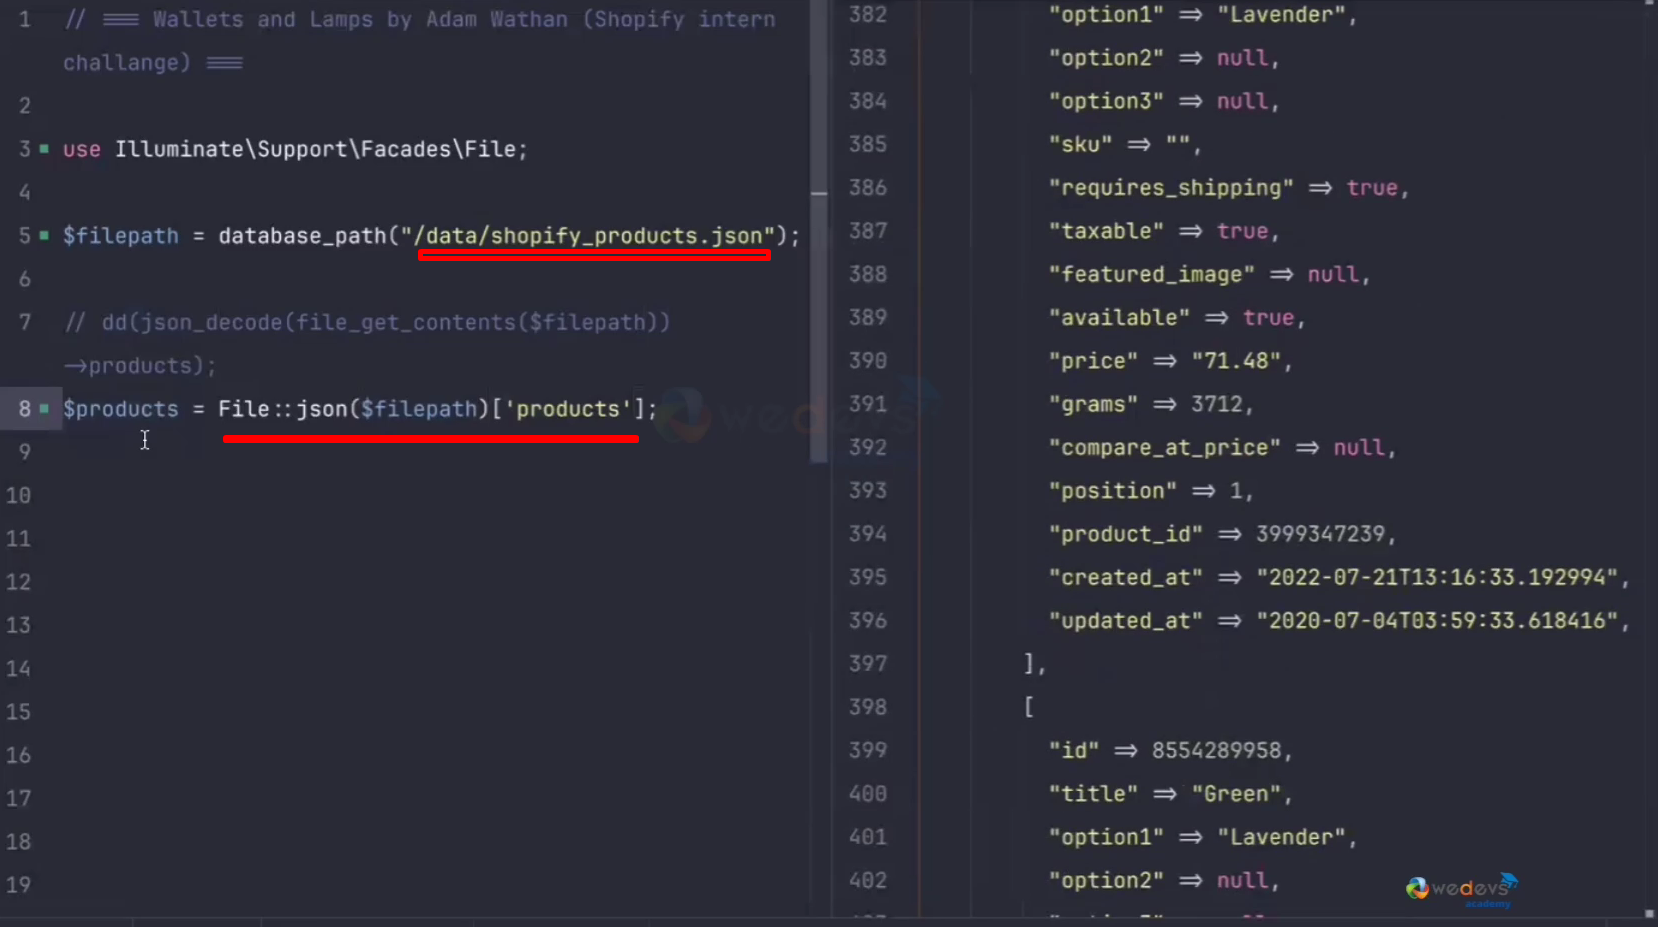 1 // === Wallets and Lamps by Adam Wathan (Shopify intern
challange) ===
2
3 use Illuminate\Support\Facades\File;
4
5 $filepath = database_path("/data/shopify_products.json");
6
7 // dd(json_decode(file_get_contents($filepath))
->products);
8 $products = File::json($filepath)['products'];
9
10
11
12
13
14
15
16
17
18
19
382 "option1" => "Lavender",
383 "option2" => null,
384 "option3" => null,
385 "sku" => "",
386 "requires_shipping" => true,
387 "taxable" => true,
388 "featured_image" => null,
389 "available" => true,
390 "price" => "71.48",
391 "grams" => 3712,
392 "compare_at_price" => null,
393 "position" => 1,
394 "product_id" => 3999347239,
395 "created_at" => "2022-07-21T13:16:33.192994",
396 "updated_at" => "2020-07-04T03:59:33.618416",
397 ],
398 [
399 "id" => 8554289958,
400 "title" => "Green",
401 "option1" => "Lavender",
402 "option2" => null,
wedevs
wedevs
academy